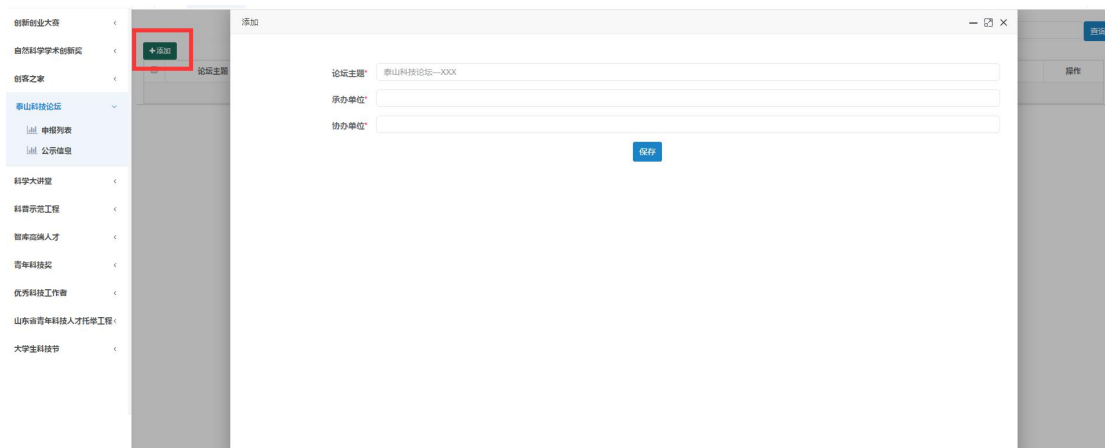 创新创业大赛
自然科学学术创新奖
创客之家
泰山科技论坛
申报列表
公示信息
科学大讲堂
科普示范工程
智库高端人才
青年科技奖
优秀科技工作者
山东省青年科技人才托举工程
大学生科技节
+添加
论坛主题
添加
论坛主题* 泰山科技论坛—XXX
承办单位*
协办单位*
保存
查询
操作